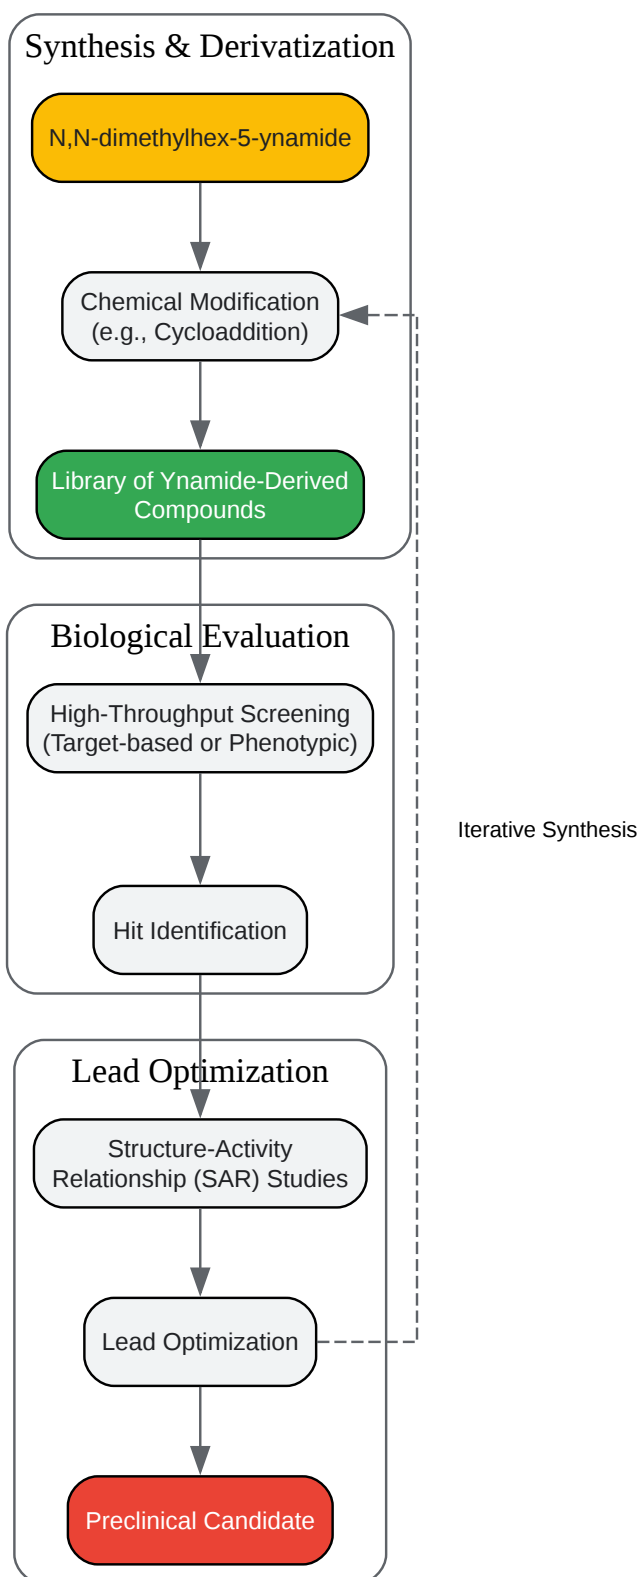 Synthesis & Derivatization
N,N-dimethylhex-5-ynamide
Chemical Modification
(e.g., Cycloaddition)
Library of Ynamide-Derived
Compounds
Biological Evaluation
High-Throughput Screening
(Target-based or Phenotypic)
Iterative Synthesis
Hit Identification
Lead Optimization
Structure-Activity
Relationship (SAR) Studies
Lead Optimization
Preclinical Candidate